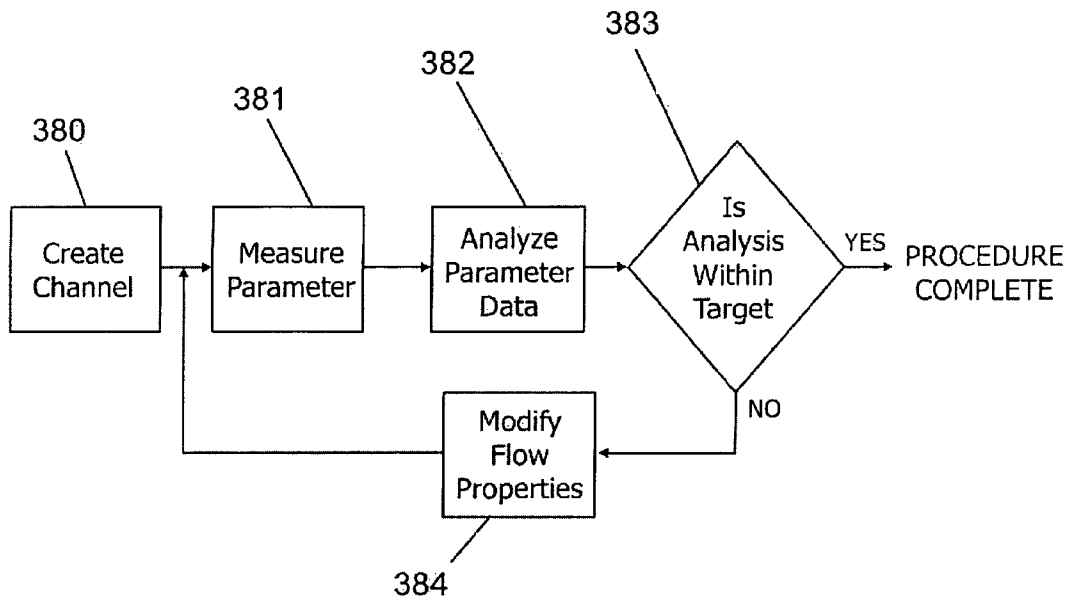 380
Create
Channel
381
Measure
Parameter
382
Analyze
Parameter
Data
383
Is
Analysis
Within
Target
YES
PROCEDURE
COMPLETE
NO
Modify
Flow
Properties
384